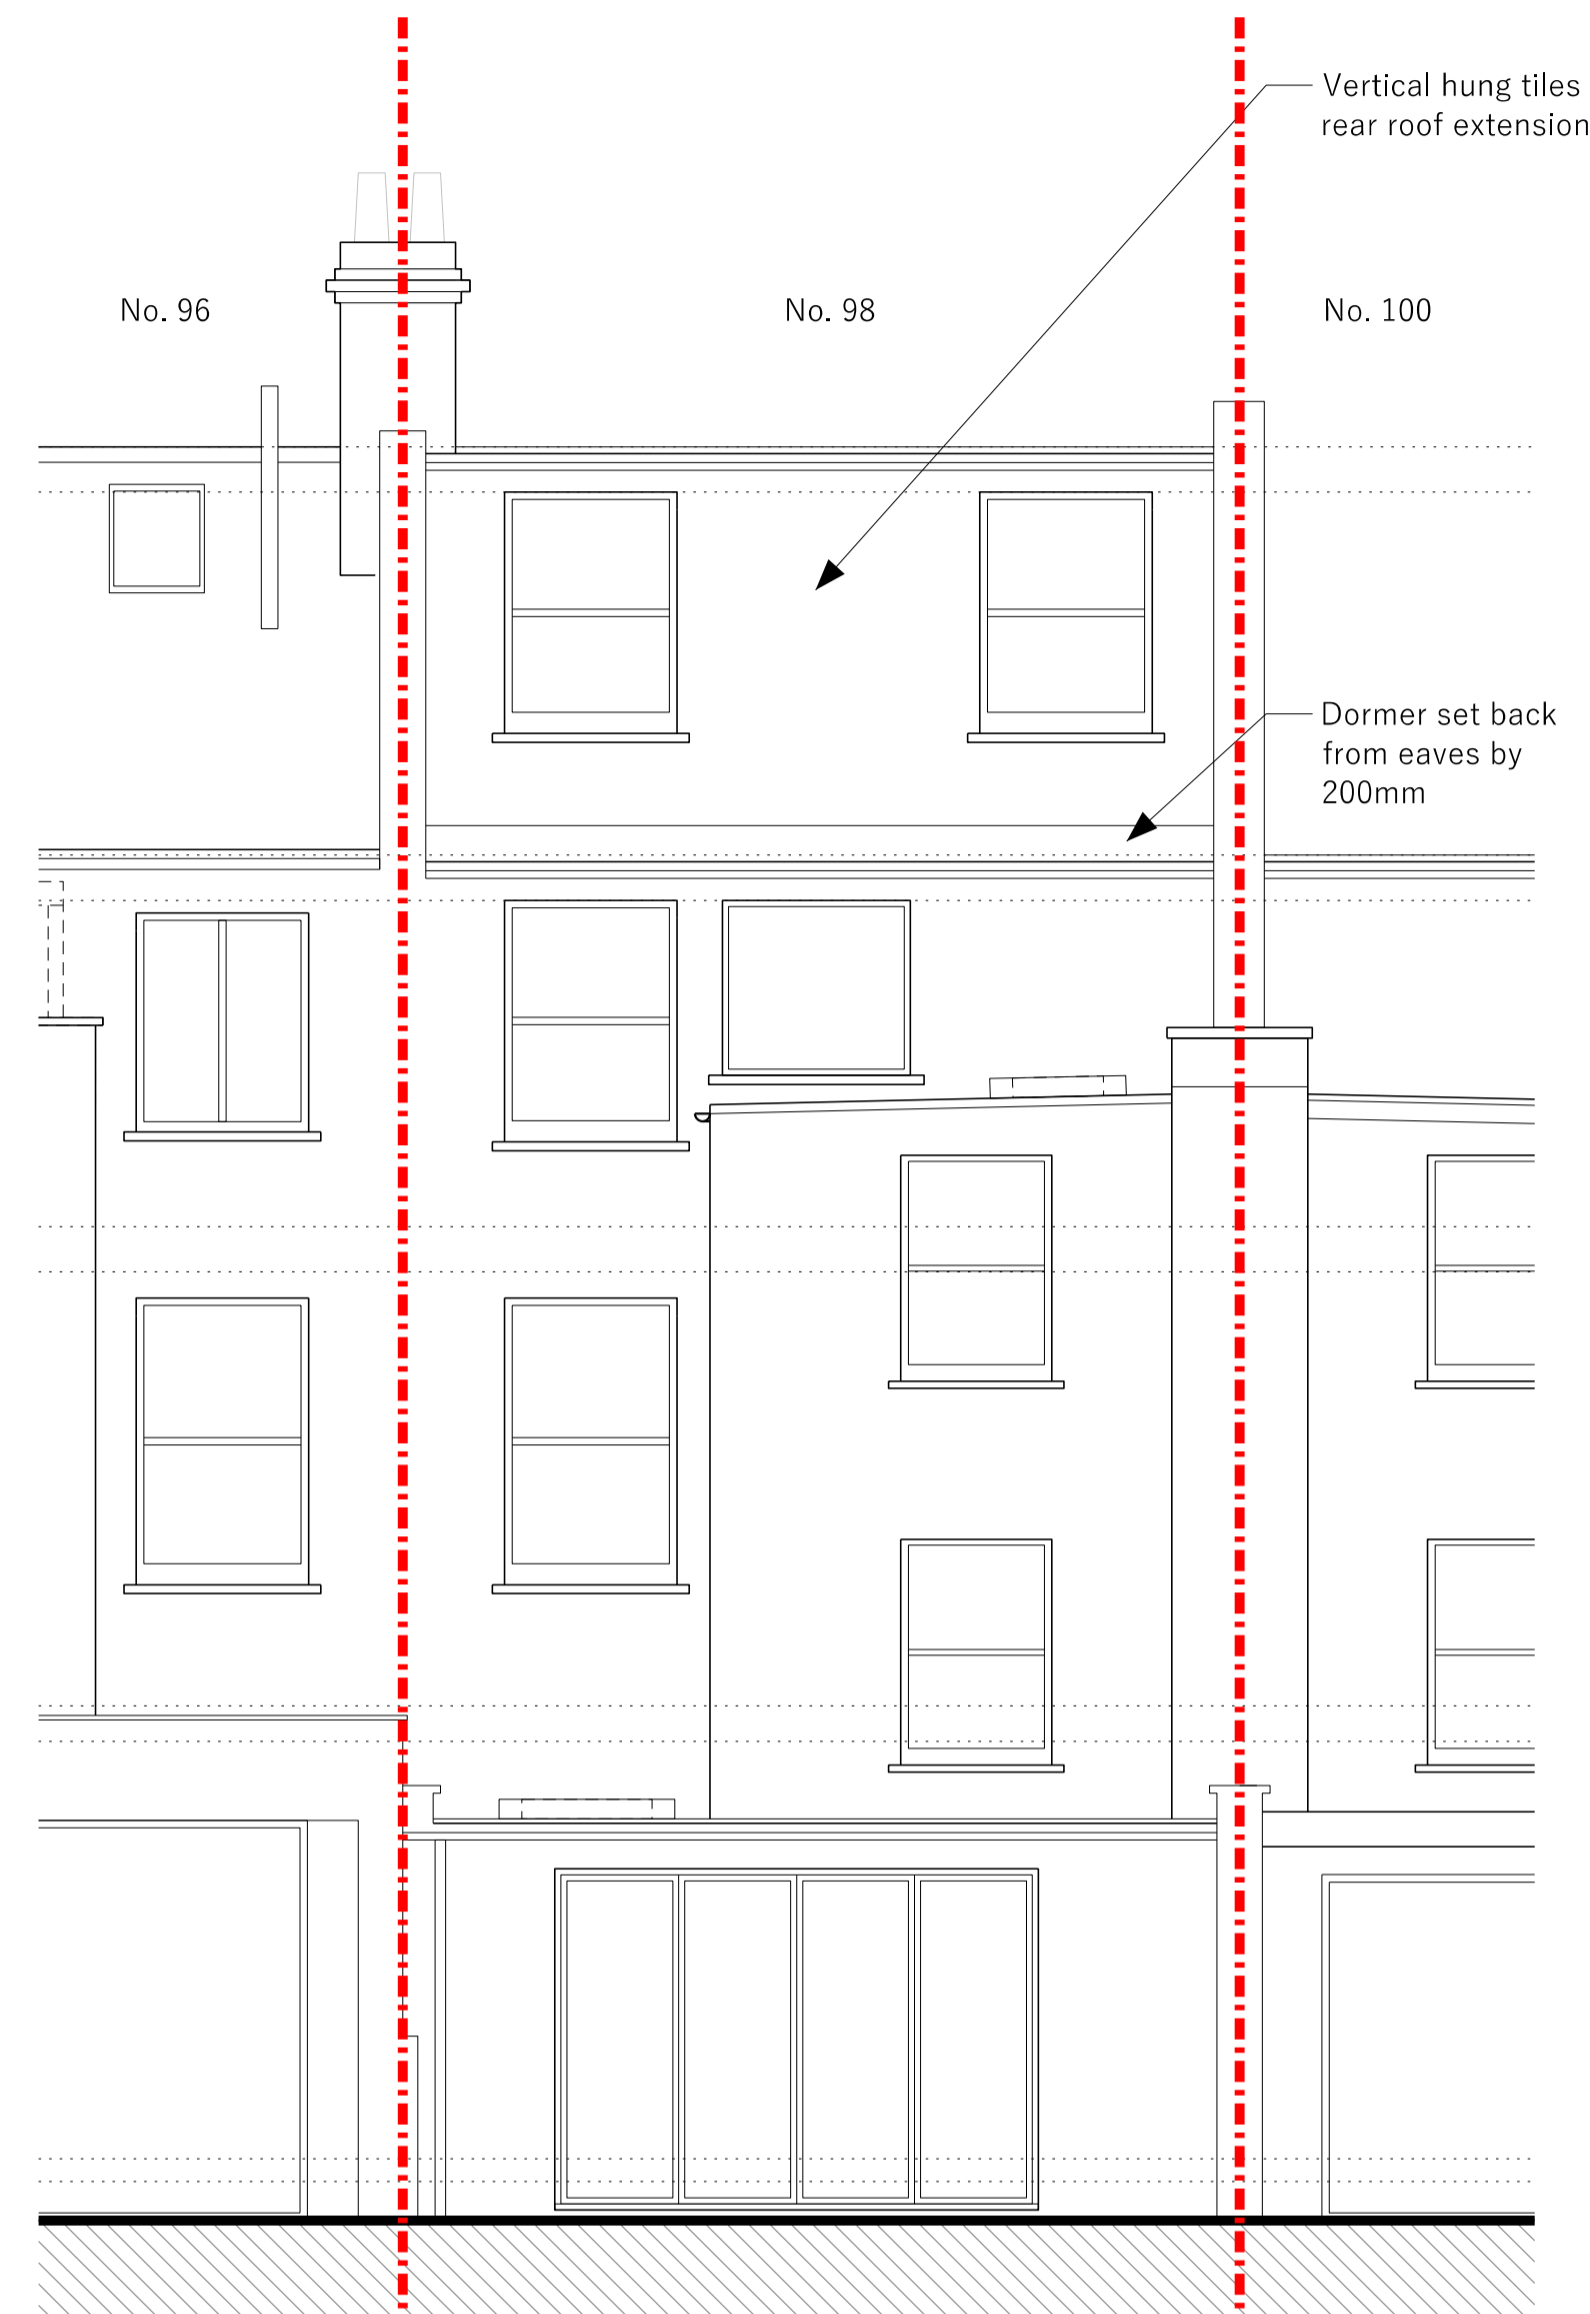 Vertical hung tiles
rear roof extension
No. 96
No. 98
No. 100
Dormer set back
from eaves by
200mm